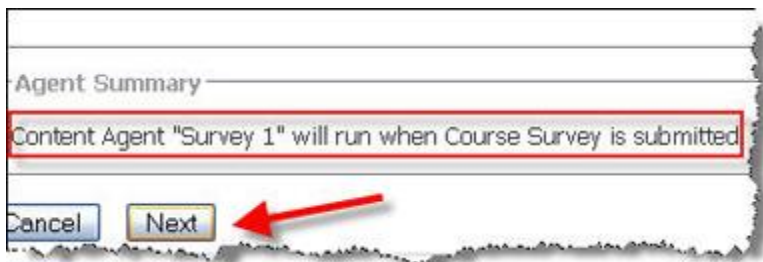 Agent Summary
Content Agent "Survey 1" will run when Course Survey is submitted
Cancel Next